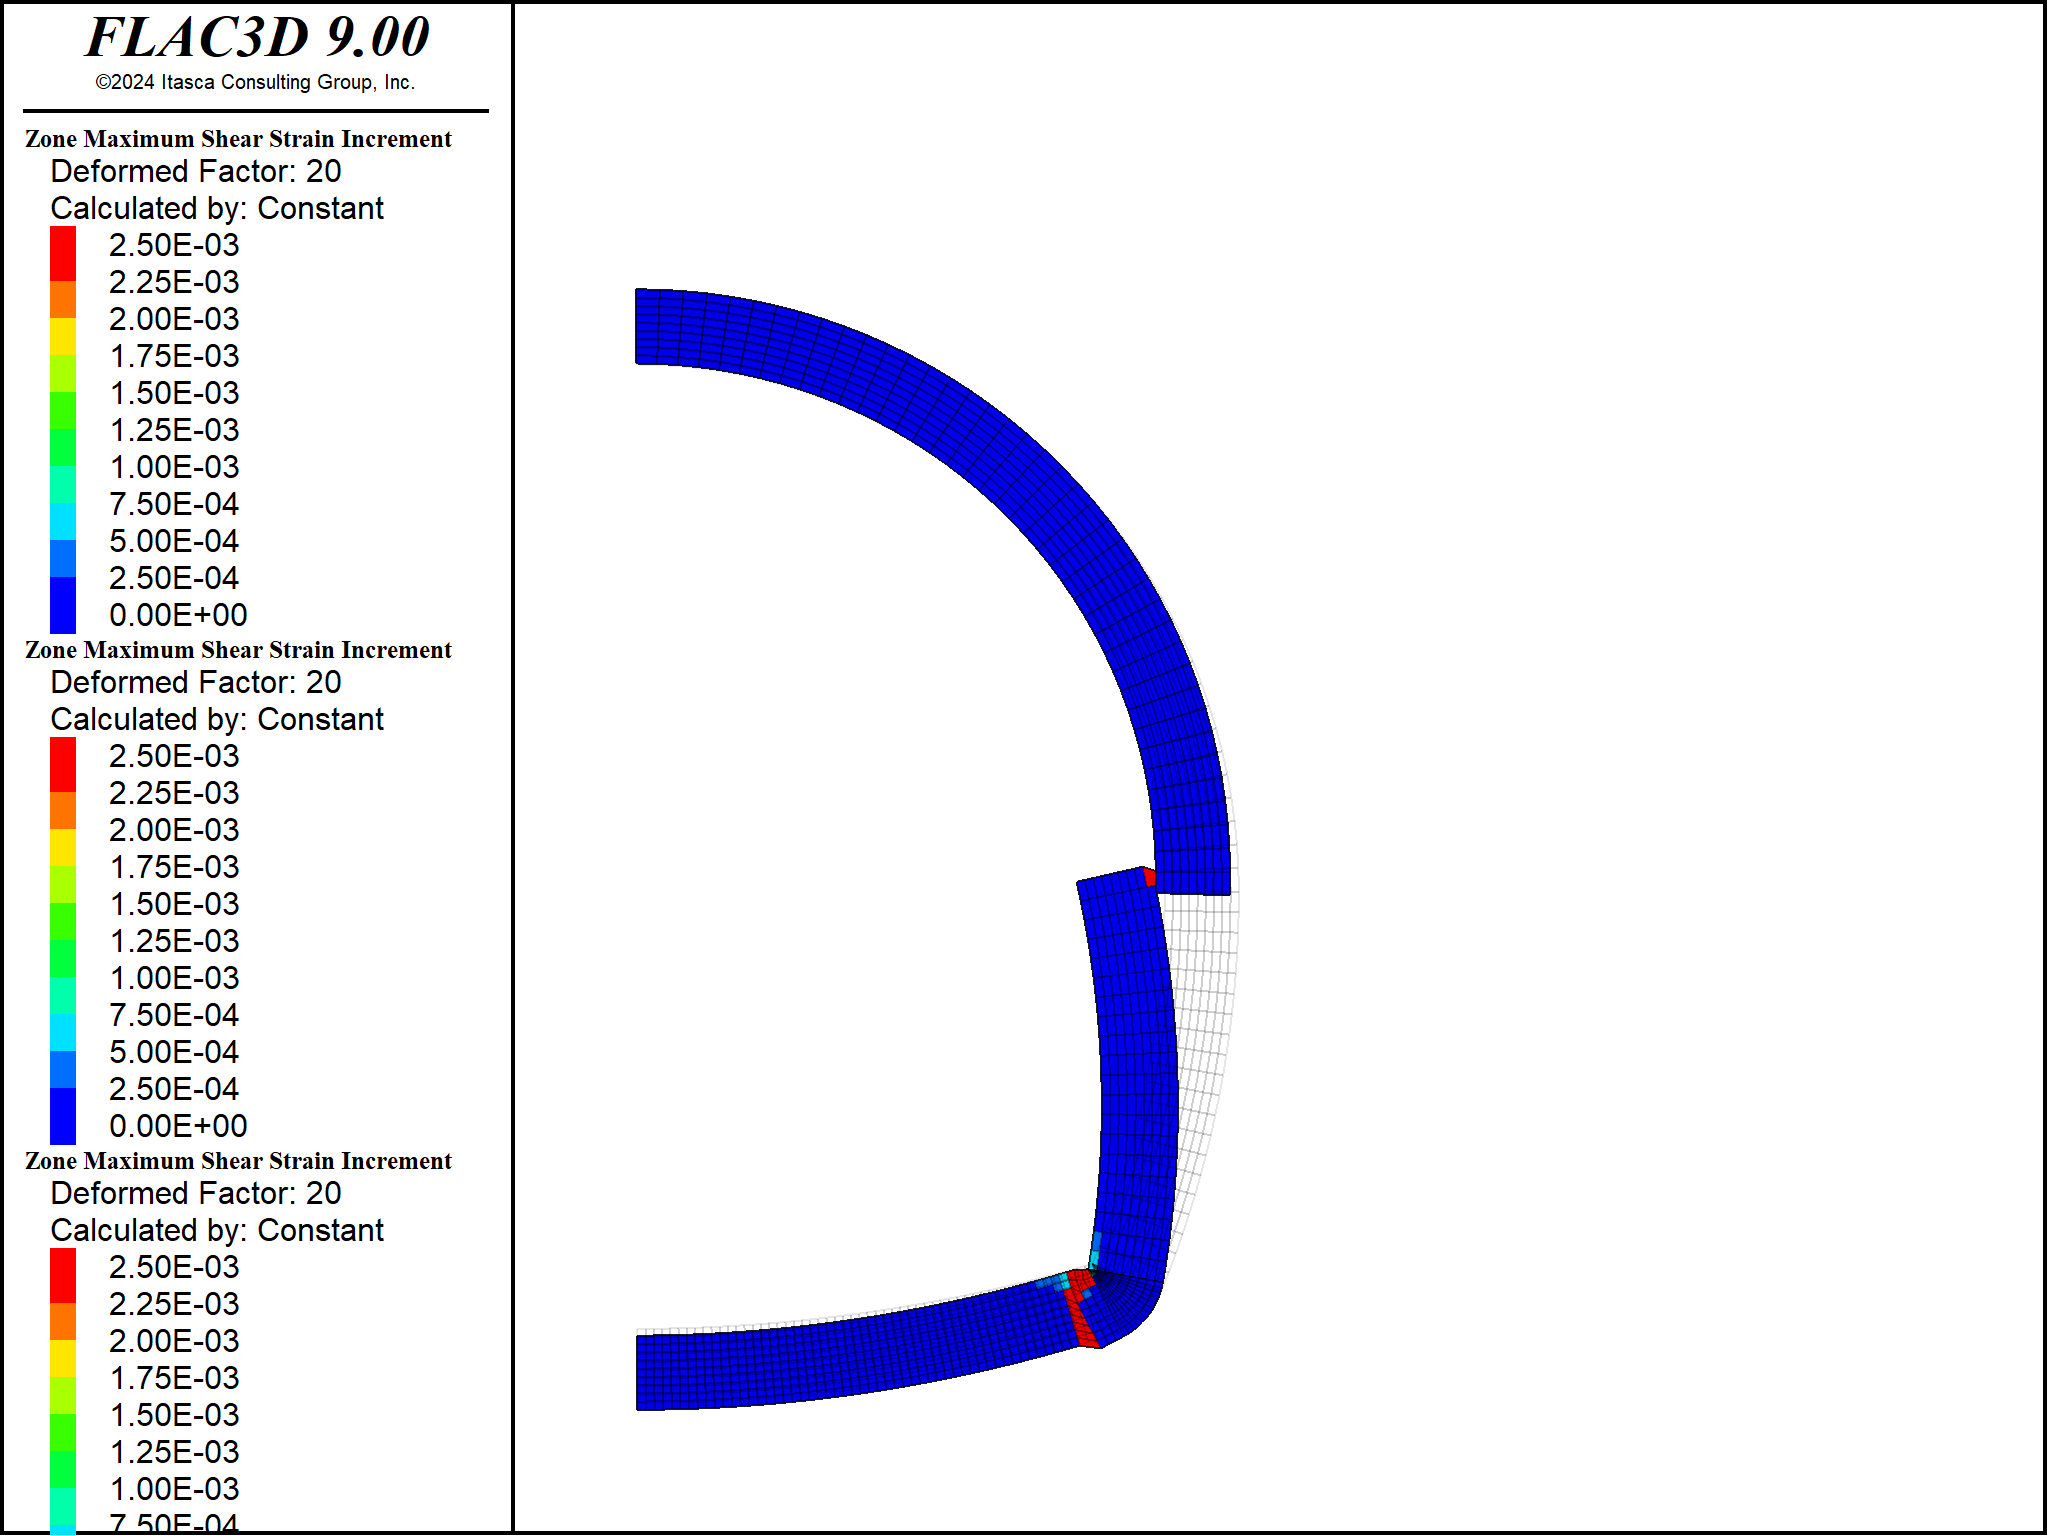 FLAC3D 9.00
©2024 Itasca Consulting Group, Inc.
Zone Maximum Shear Strain Increment
Deformed Factor: 20
Calculated by: Constant
2.50E-03
2.25E-03
2.00E-03
1.75E-03
1.50E-03
1.25E-03
1.00E-03
7.50E-04
5.00E-04
2.50E-04
0.00E+00
Zone Maximum Shear Strain Increment
Deformed Factor: 20
Calculated by: Constant
2.50E-03
2.25E-03
2.00E-03
1.75E-03
1.50E-03
1.25E-03
1.00E-03
7.50E-04
5.00E-04
2.50E-04
0.00E+00
Zone Maximum Shear Strain Increment
Deformed Factor: 20
Calculated by: Constant
2.50E-03
2.25E-03
2.00E-03
1.75E-03
1.50E-03
1.25E-03
1.00E-03
7.50E-04